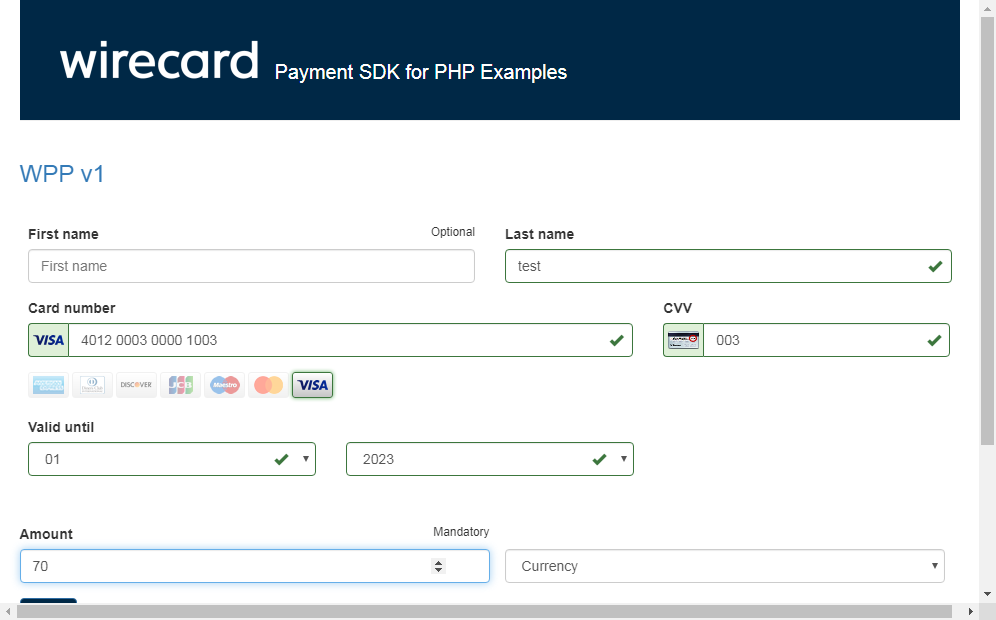 wirecard Payment SDK for PHP Examples
WPP v1
First name Optional Last name
First name test
Card number CVV
VISA 4012 0003 0000 1003 003
DISCOVER JCB Maestro VISA
Valid until
01 2023
Amount Mandatory
70 Currency